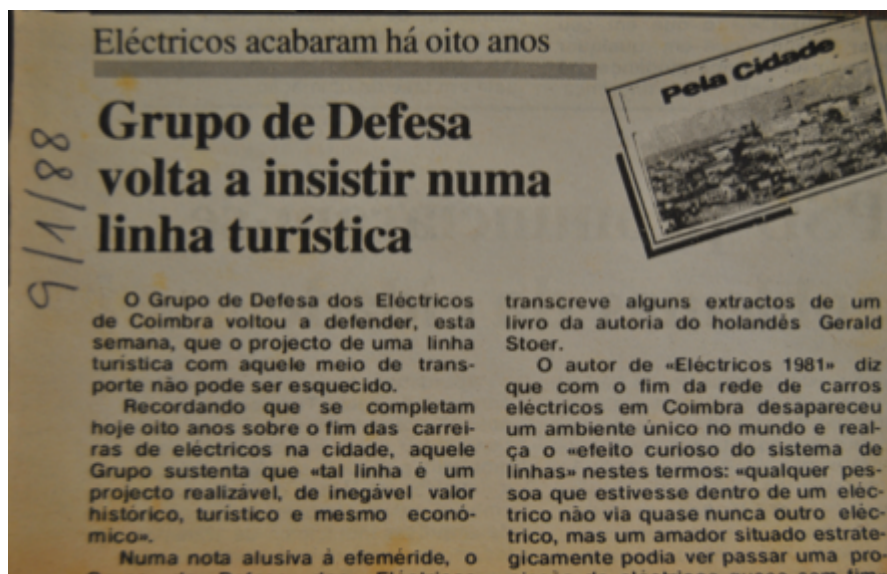 Eléctricos acabaram há oito anos
Pela Cidade
Grupo de Defesa
volta a insistir numa
linha turística
9/1/88
O Grupo de Defesa dos Eléctricos
de Coimbra voltou a defender, esta
semana, que o projecto de uma linha
turística com aquele meio de trans-
porte não pode ser esquecido.
Recordando que se completam
hoje oito anos sobre o fim das carrei-
ras de eléctricos na cidade, aquele
Grupo sustenta que «tal linha é um
projecto realizável, de inegável valor
histórico, turístico e mesmo econó-
mico».
Numa nota alusiva à efeméride, o
transcreve alguns extractos de um
livro da autoria do holandês Gerald
Stoer.
O autor de «Eléctricos 1981» diz
que com o fim da rede de carros
eléctricos em Coimbra desapareceu
um ambiente único no mundo e real-
ça o «efeito curioso do sistema de
linhas» nestes termos: «qualquer pes-
soa que estivesse dentro de um eléc-
trico não via quase nunca outro eléc-
trico, mas um amador situado estrate-
gicamente podia ver passar uma pro-